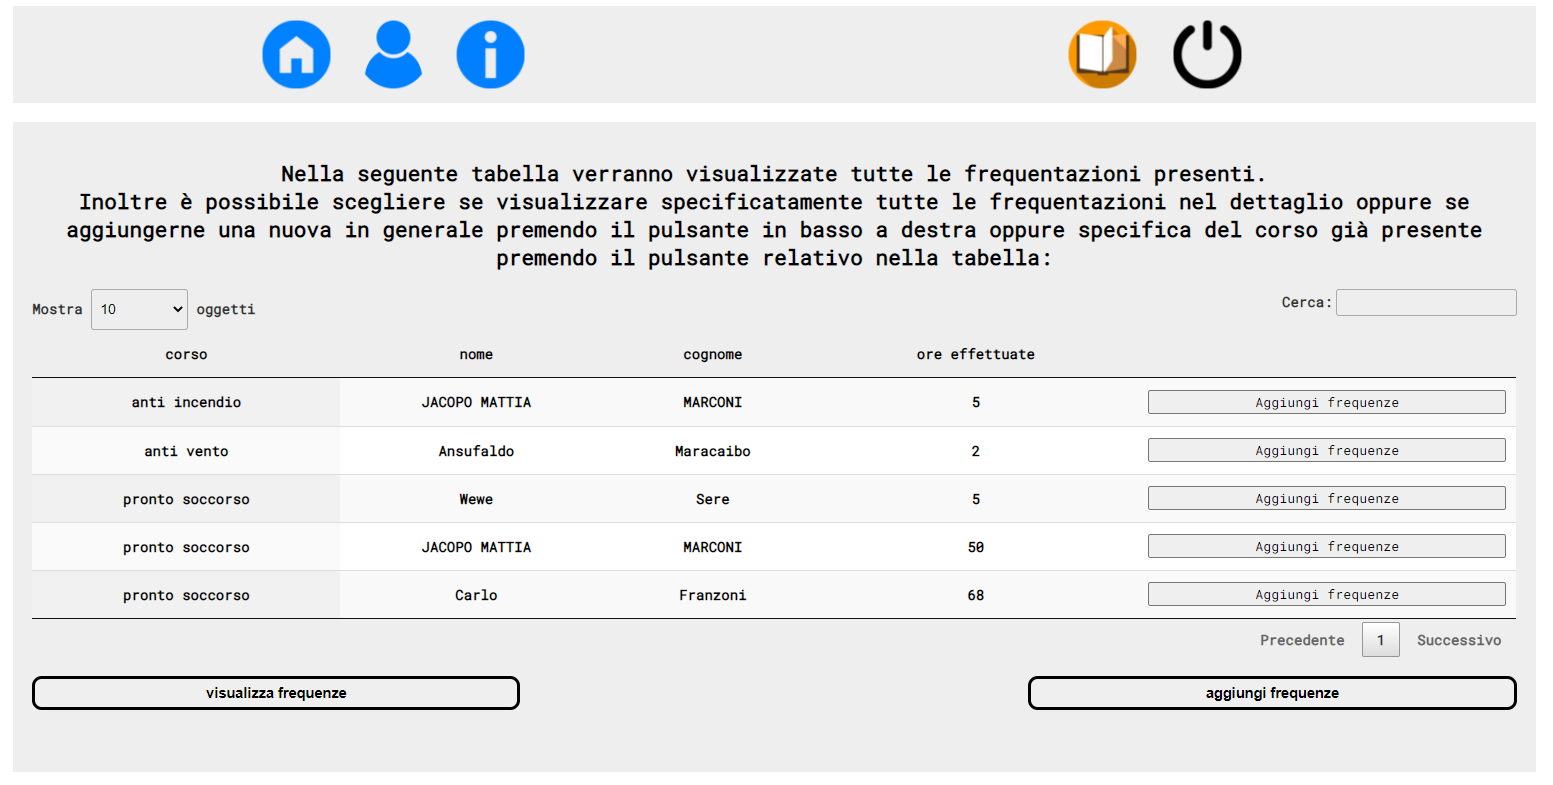 Nella seguente tabella verranno visualizzate tutte le frequentazioni presenti.
Inoltre è possibile scegliere se visualizzare specificatamente tutte le frequentazioni nel dettaglio oppure se
aggiungerne una nuova in generale premendo il pulsante in basso a destra oppure specifica del corso già presente
premendo il pulsante relativo nella tabella:
Mostra 10 oggetti Cerca:
corso nome cognome ore effettuate
anti incendio JACOPO MATTIA MARCONI 5 Aggiungi frequenze
anti vento Ansufaldo Maracaibo 2 Aggiungi frequenze
pronto soccorso Wewe Sere 5 Aggiungi frequenze
pronto soccorso JACOPO MATTIA MARCONI 50 Aggiungi frequenze
pronto soccorso Carlo Franzoni 68 Aggiungi frequenze
Precedente 1 Successivo
visualizza frequenze aggiungi frequenze